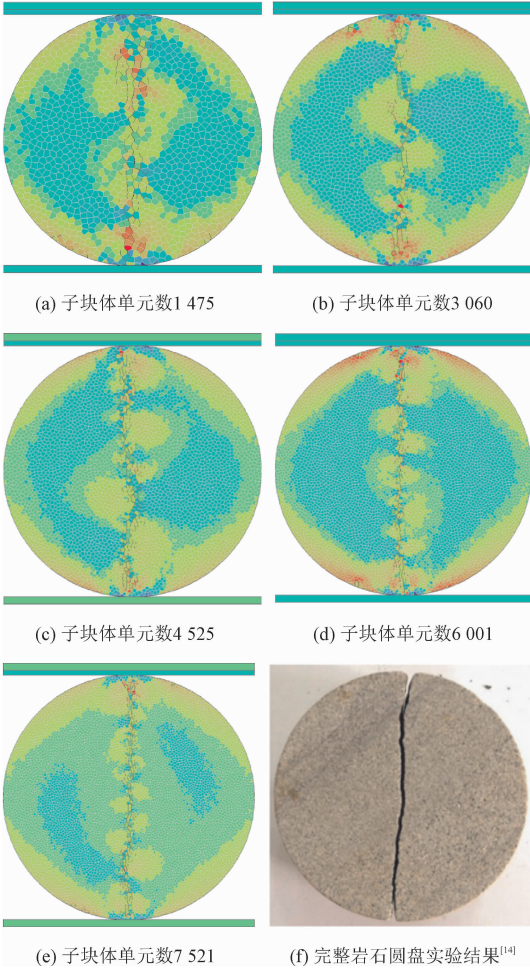 (a) 子块体单元数1 475
(b) 子块体单元数3 060
(c) 子块体单元数4 525
(d) 子块体单元数6 001
(e) 子块体单元数7 521
(f) 完整岩石圆盘实验结果[14]